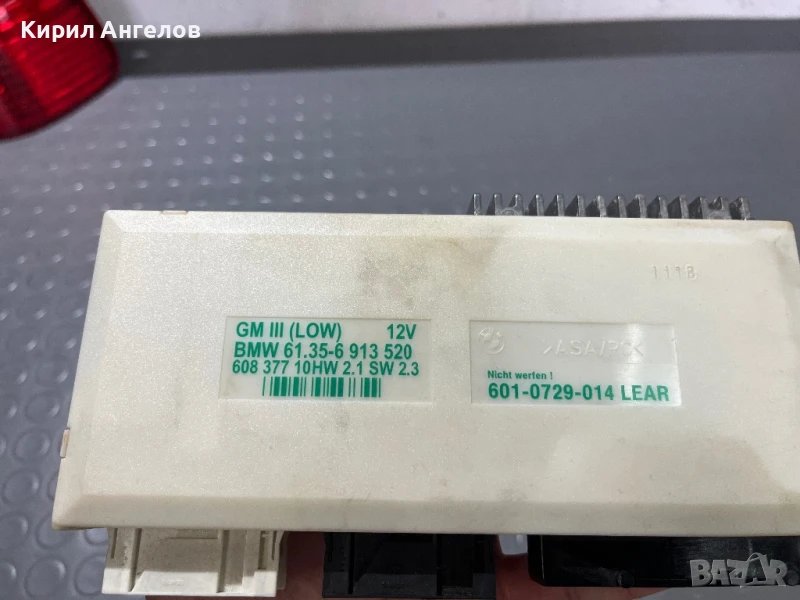 Кирил Ангелов
111B
GM III (LOW) 12V
BMW 61.35-6 913 520
608 377 10HW 2.1 SW 2.3
Nicht werfen !
601-0729-014 LEAR
BAZAR